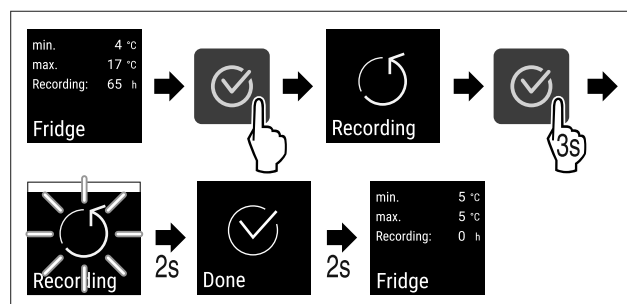 min. 4 °C
max. 17 °C
Recording: 65 h
Fridge
Recording
3s
Recording
2s
Done
2s
min. 5 °C
max. 5 °C
Recording: 0 h
Fridge